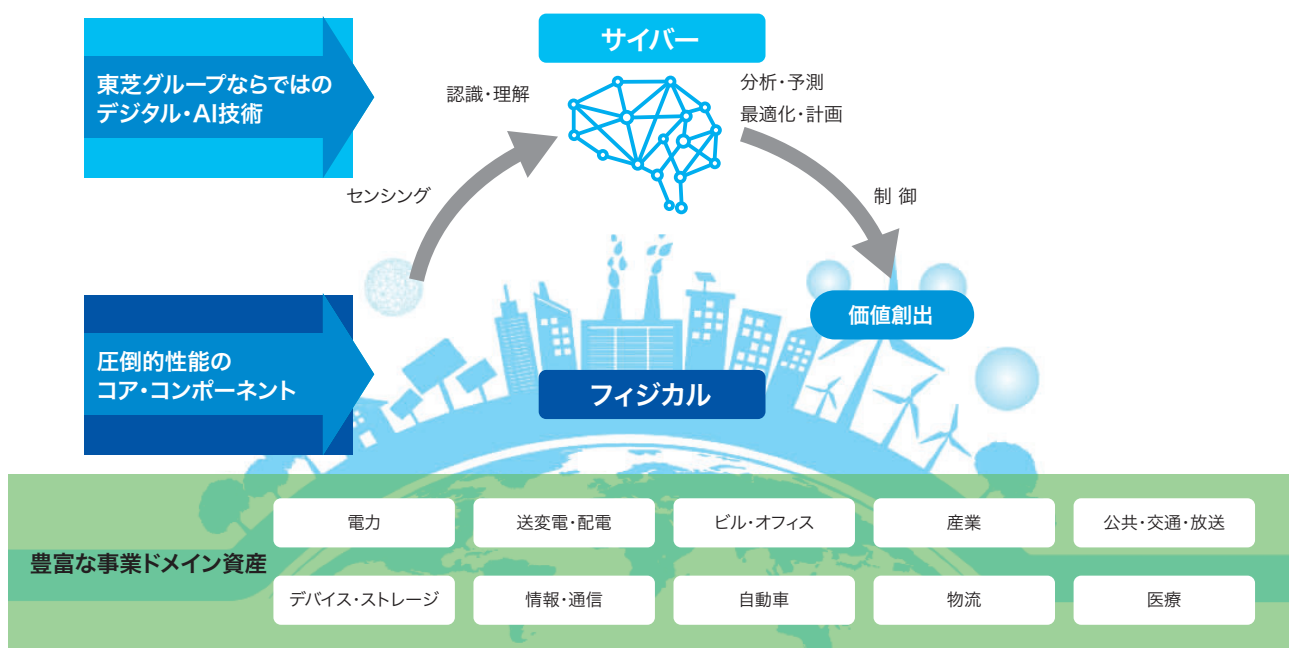 サイバー
東芝グループならではの
デジタル・AI技術
認識・理解
分析・予測
最適化・計画
センシング
制 御
価値創出
圧倒的性能の
コア・コンポーネント
フィジカル
豊富な事業ドメイン資産
電力
送変電・配電
ビル・オフィス
産業
公共・交通・放送
デバイス・ストレージ
情報・通信
自動車
物流
医療